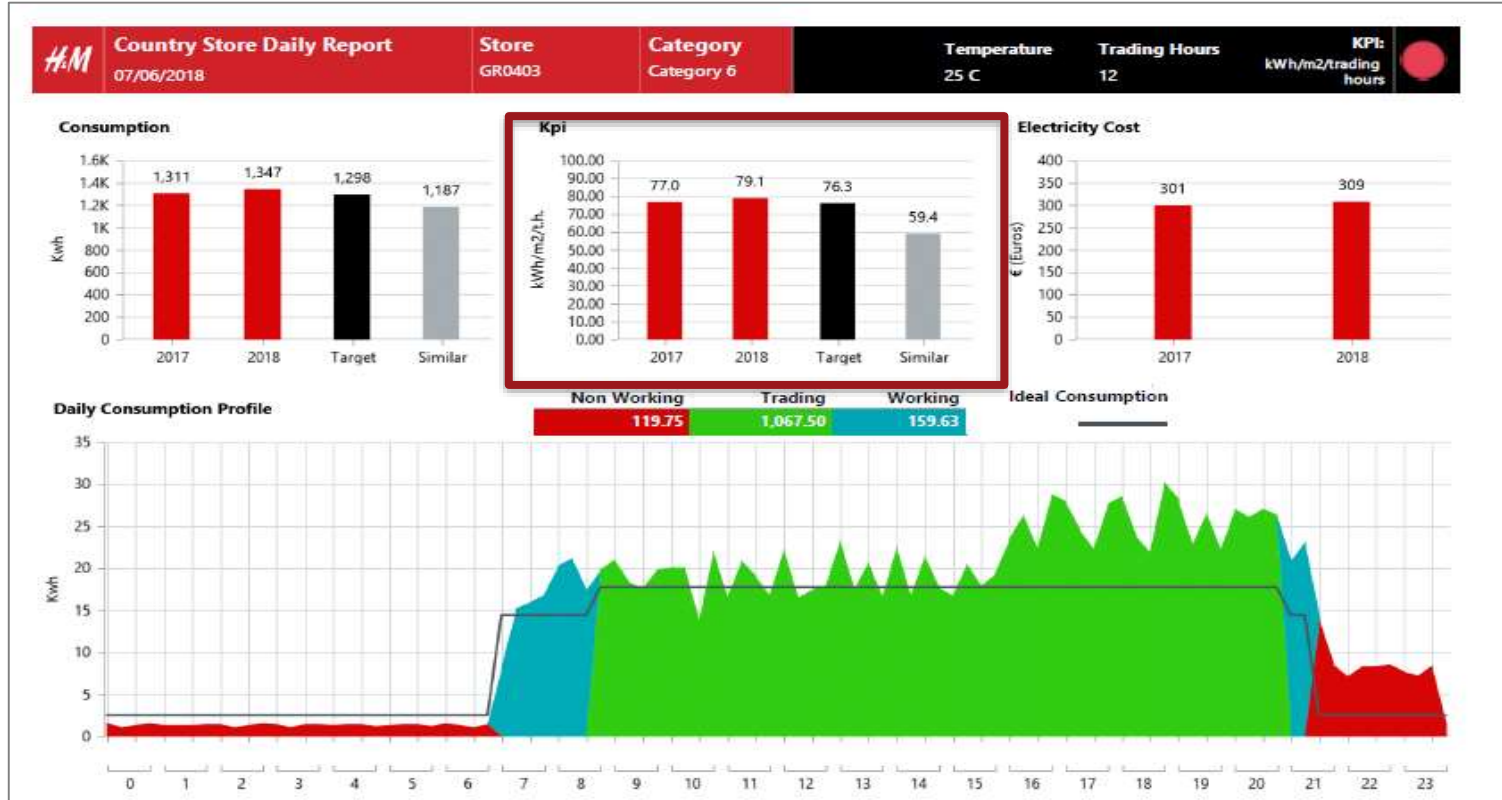 H&M
Country Store Daily Report
07/06/2018
Store
GR0403
Category
Category 6
Temperature
25 C
Trading Hours
12
KPI:
kWh/m2/trading
hours
Consumption
Kwh
1.6K
1.4K
1.2K
1K
800
600
400
200
0
1,311
1,347
1,298
1,187
2017
2018
Target
Similar
Kpi
kWh/m2/t.h.
100.00
90.00
80.00
70.00
60.00
50.00
40.00
30.00
20.00
10.00
0.00
77.0
79.1
76.3
59.4
2017
2018
Target
Similar
Electricity Cost
€ (Euros)
400
350
300
250
200
150
100
50
0
301
309
2017
2018
Daily Consumption Profile
Non Working
Trading
Working
119.75
1,067.50
159.63
Ideal Consumption
Kwh
35
30
25
20
15
10
5
0
0 1 2 3 4 5 6 7 8 9 10 11 12 13 14 15 16 17 18 19 20 21 22 23